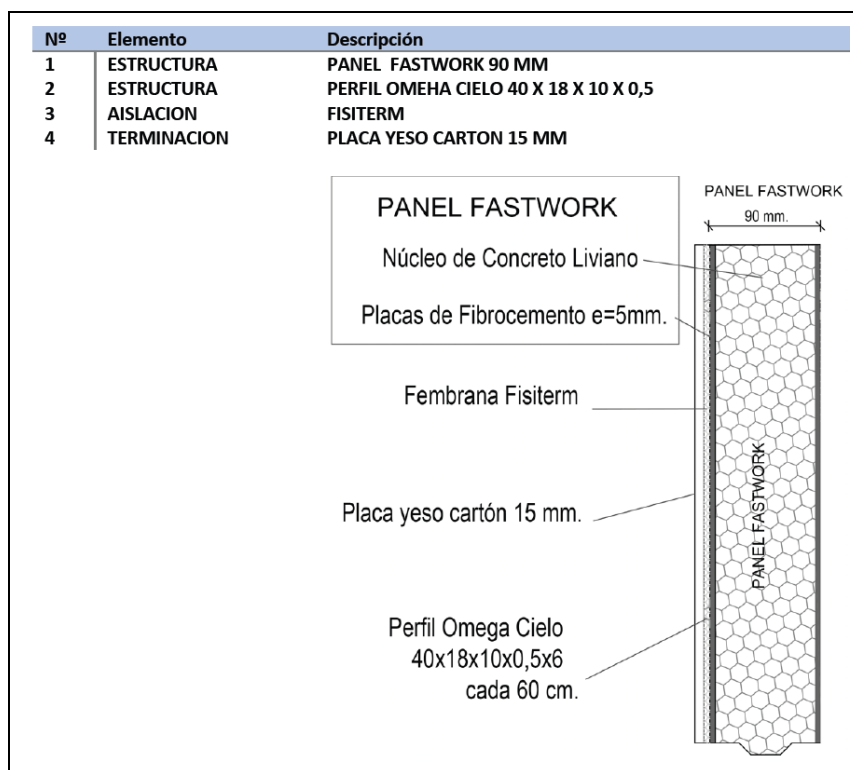 Nº Elemento Descripción
1 ESTRUCTURA PANEL FASTWORK 90 MM
2 ESTRUCTURA PERFIL OMEHA CIELO 40 X 18 X 10 X 0,5
3 AISLACION FISITERM
4 TERMINACION PLACA YESO CARTON 15 MM
PANEL FASTWORK
90 mm.
PANEL FASTWORK
Núcleo de Concreto Liviano
Placas de Fibrocemento e=5mm.
Fembrana Fisiterm
Placa yeso cartón 15 mm.
PANEL FASTWORK
Perfil Omega Cielo
40x18x10x0,5x6
cada 60 cm.